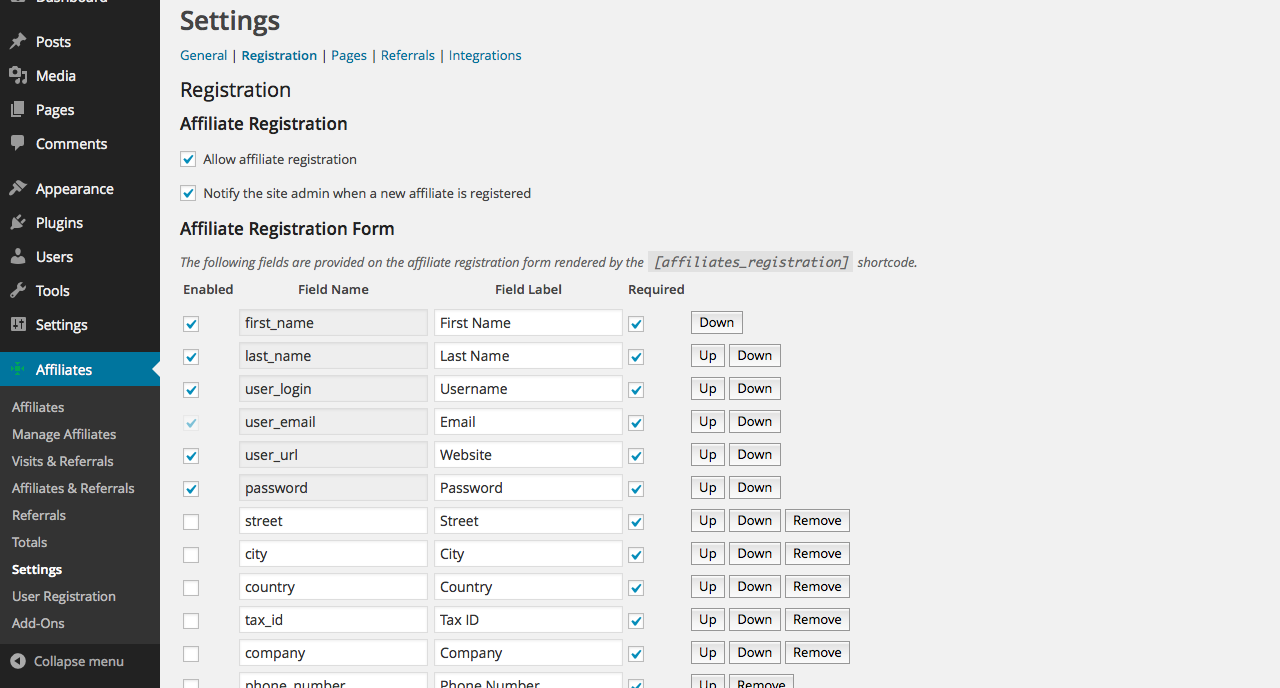 Dashboard
Posts
Media
Pages
Comments
Appearance
Plugins
Users
Tools
Settings
Affiliates
Affiliates
Manage Affiliates
Visits & Referrals
Affiliates & Referrals
Referrals
Totals
Settings
User Registration
Add-Ons
Collapse menu
Settings
General | Registration | Pages | Referrals | Integrations
Registration
Affiliate Registration
Allow affiliate registration
Notify the site admin when a new affiliate is registered
Affiliate Registration Form
The following fields are provided on the affiliate registration form rendered by the [affiliates_registration] shortcode.
Enabled Field Name Field Label Required
first_name First Name Down
last_name Last Name Up Down
user_login Username Up Down
user_email Email Up Down
user_url Website Up Down
password Password Up Down
street Street Up Down Remove
city City Up Down Remove
country Country Up Down Remove
tax_id Tax ID Up Down Remove
company Company Up Down Remove
phone_number Phone Number Up Remove